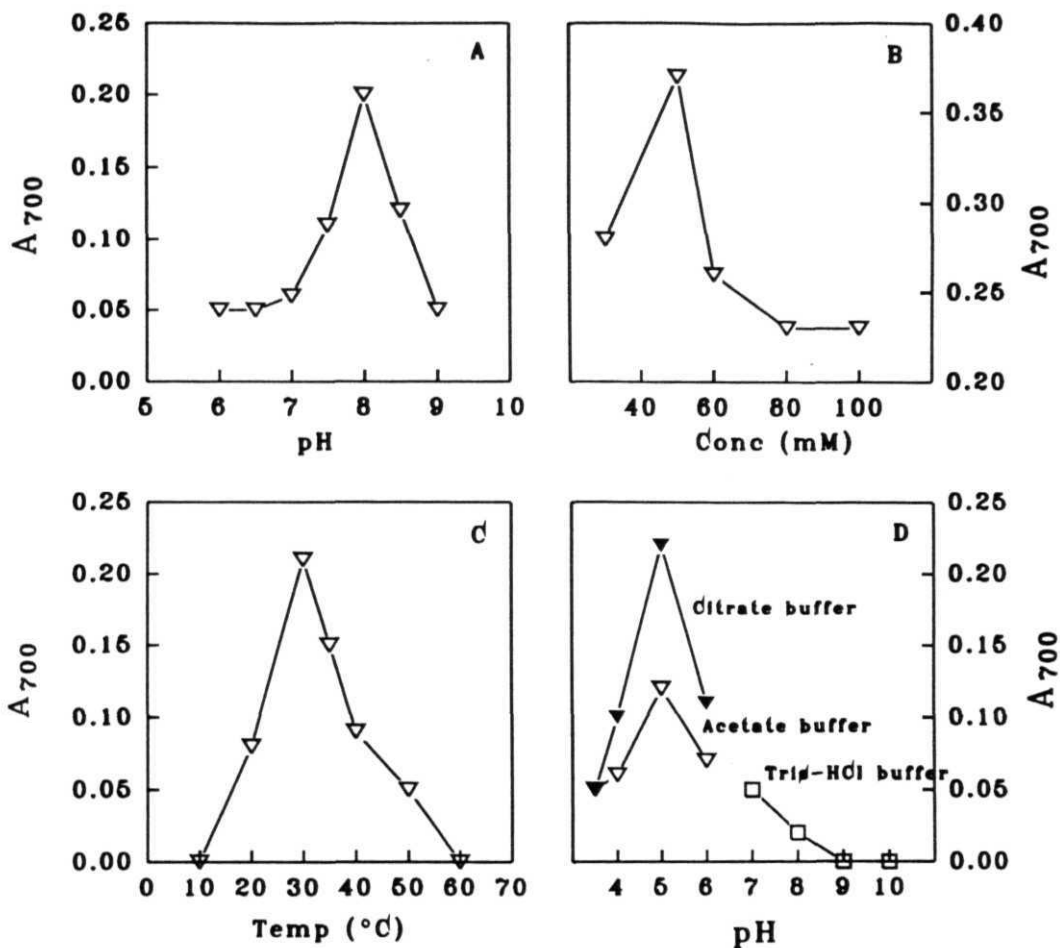 A
0.25
0.20
0.15
0.10
0.05
0.00
A700
5 6 7 8 9 10
pH
B
0.40
0.35
0.30
0.25
0.20
A700
40 60 80 100
Conc (mM)
C
0.25
0.20
0.15
0.10
0.05
0.00
A700
0 10 20 30 40 50 60 70
Temp (°C)
D
0.25
0.20
0.15
0.10
0.05
0.00
A700
Citrate buffer
Acetate buffer
Tris-HCl buffer
4 5 6 7 8 9 10
pH